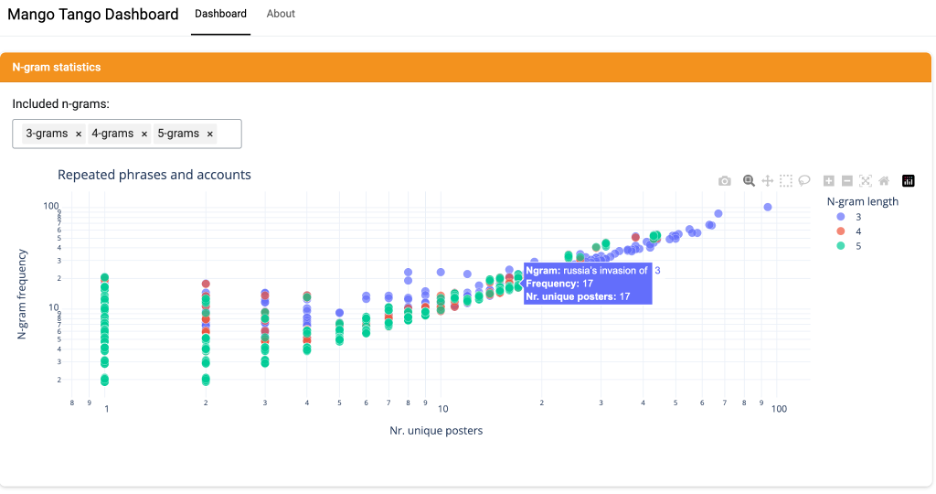 Mango Tango Dashboard Dashboard About
N-gram statistics
Included n-grams:
3-grams × 4-grams × 5-grams ×
Repeated phrases and accounts
N-gram length
3
4
5
N-gram frequency
100
9
8
7
6
5
4
3
2
10
9
8
7
6
5
4
3
2
Ngram: russia's invasion of 3
Frequency: 17
Nr. unique posters: 17
8 9 1 2 3 4 5 6 7 8 9 10 2 3 4 5 6 7 8 9 100
Nr. unique posters